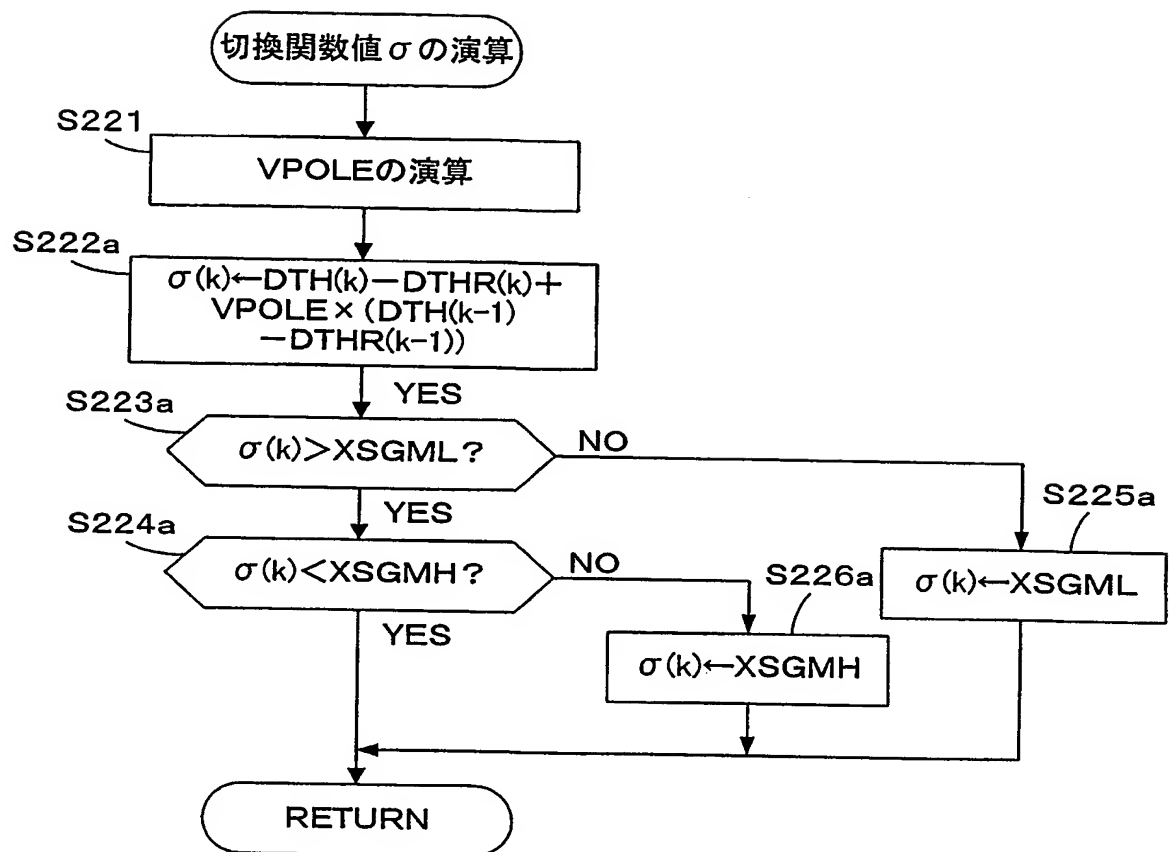 切換関数値σの演算
S221
VPOLEの演算
S222a
σ(k)←DTH(k)−DTHR(k)+
VPOLE×(DTH(k-1)
−DTHR(k-1))
YES
S223a
σ(k)>XSGML?
NO
YES
S225a
σ(k)←XSGML
S224a
σ(k)<XSGMH?
NO
S226a
σ(k)←XSGMH
YES
RETURN